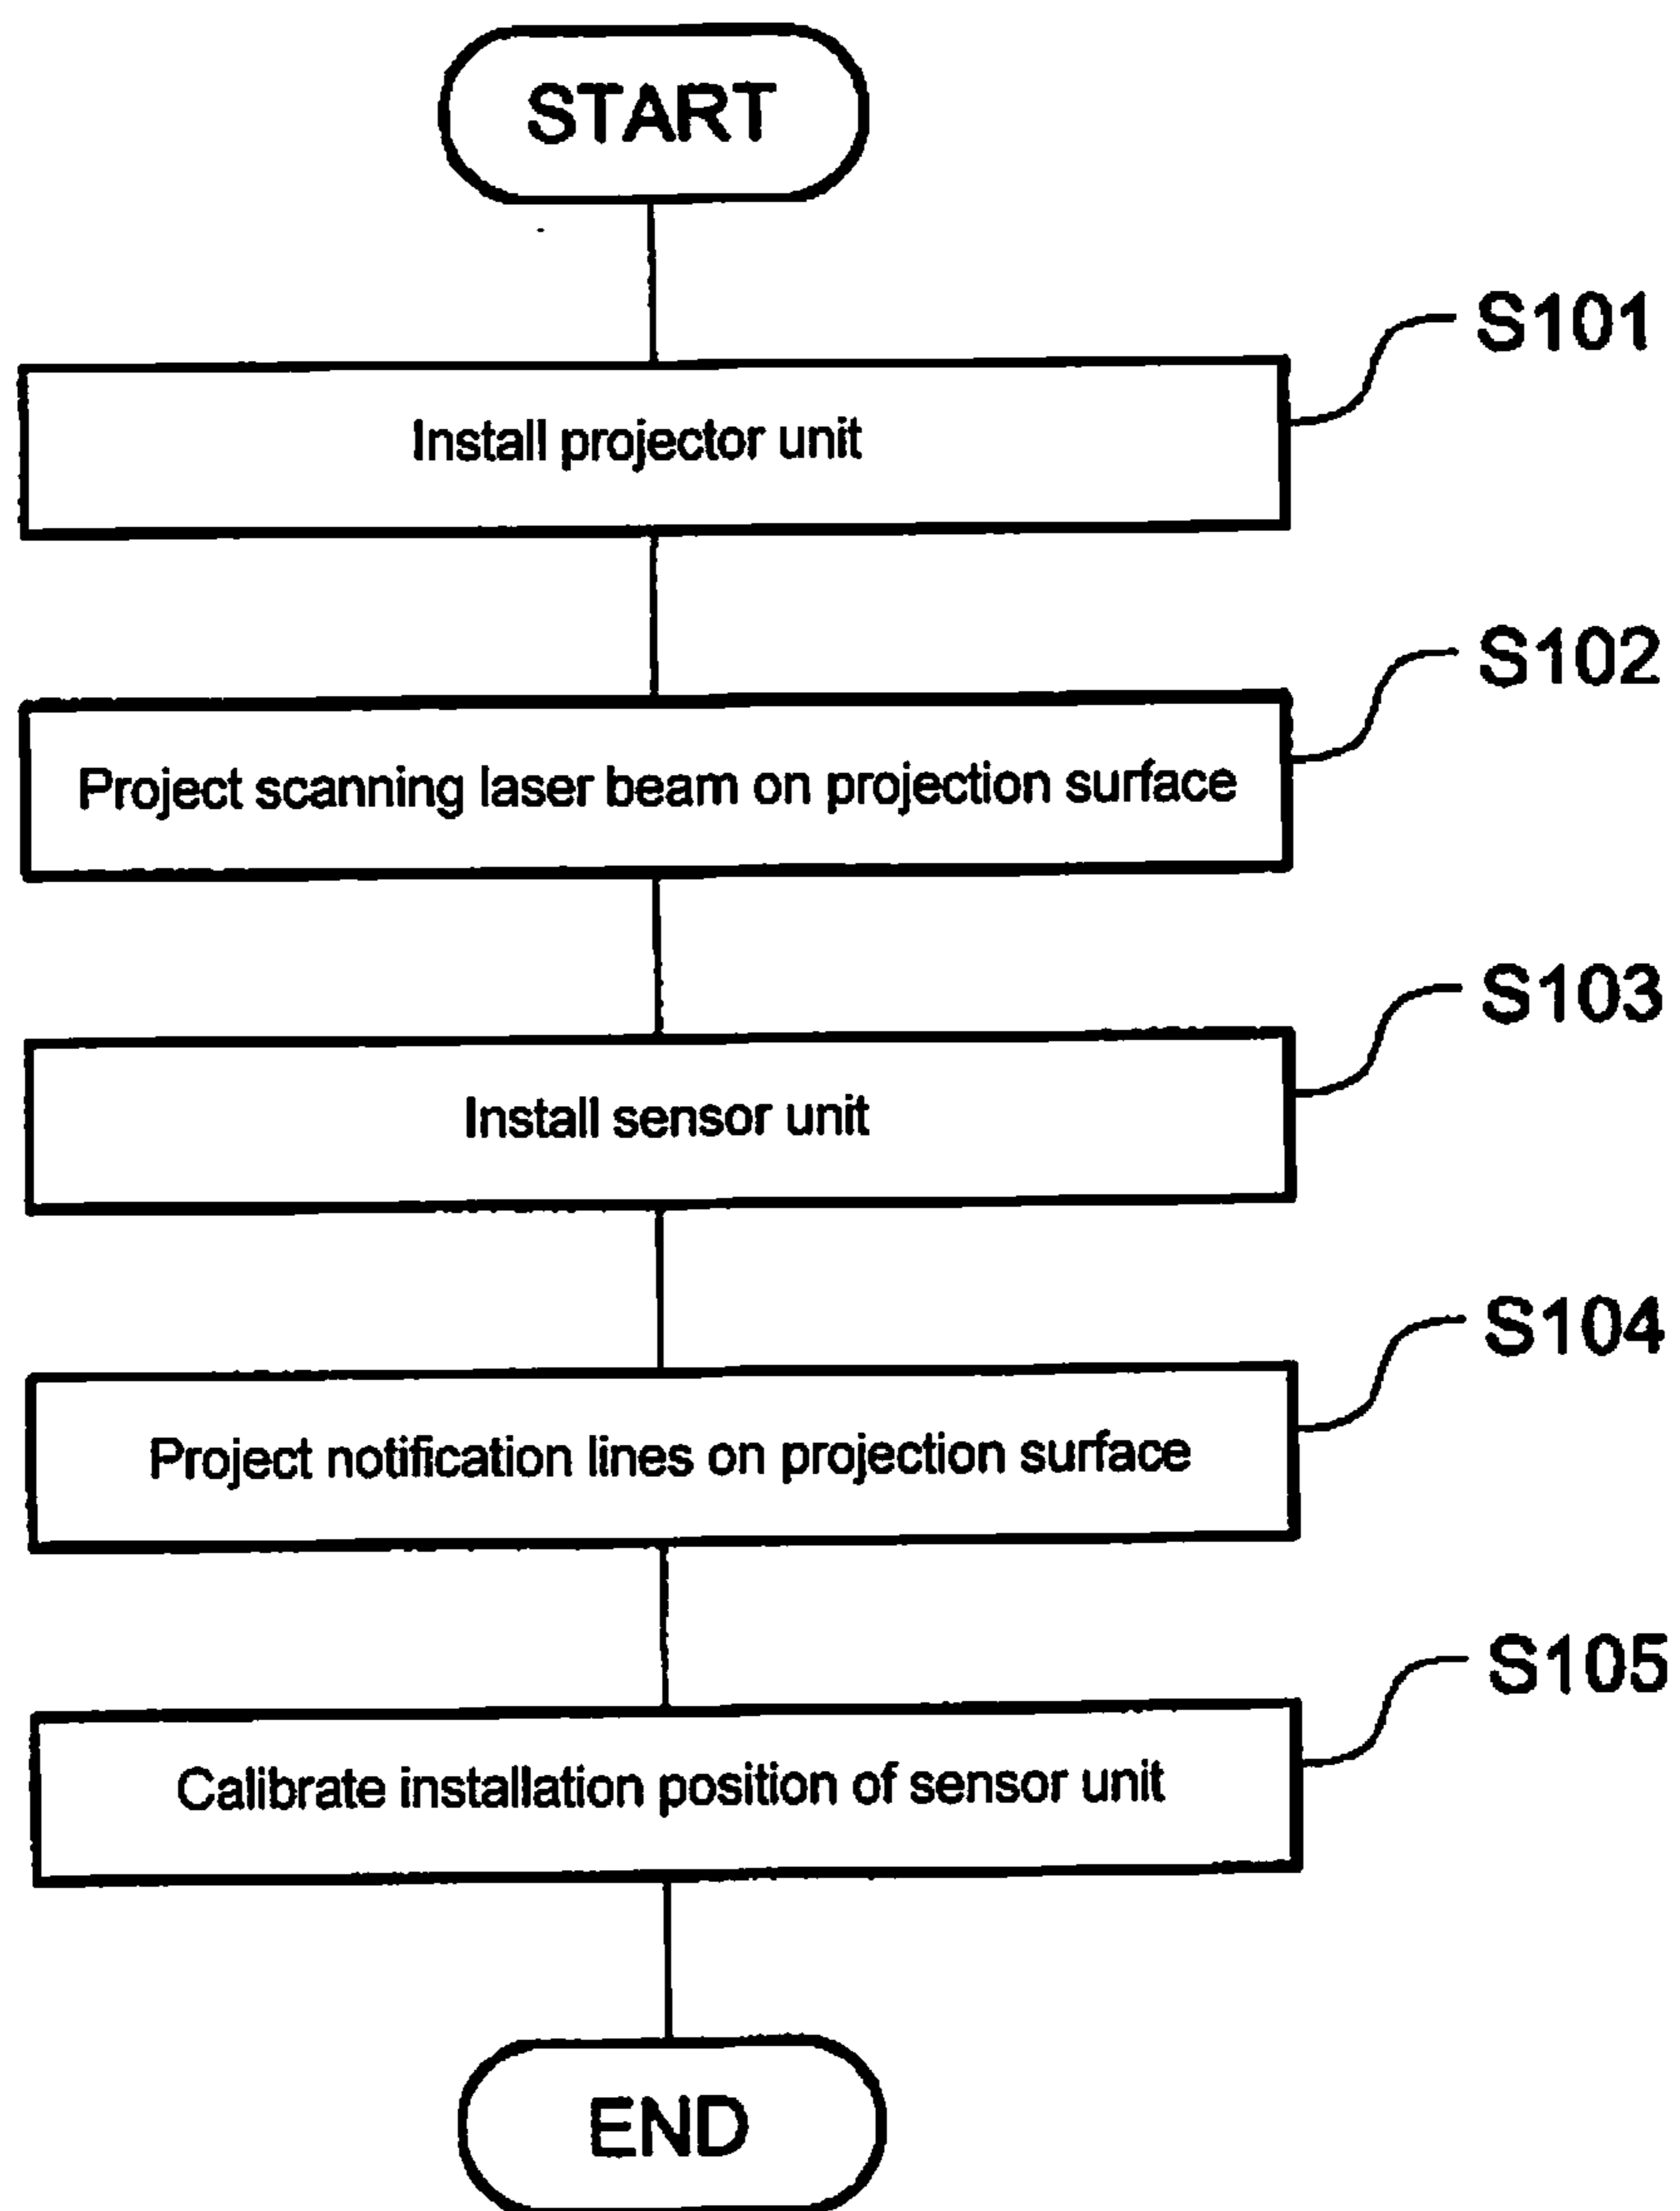 START
S101
Install projector unit
S102
Project scanning laser beam on projection surface
S103
Install sensor unit
S104
Project notification lines on projection surface
S105
Calibrate installation position of sensor unit
END